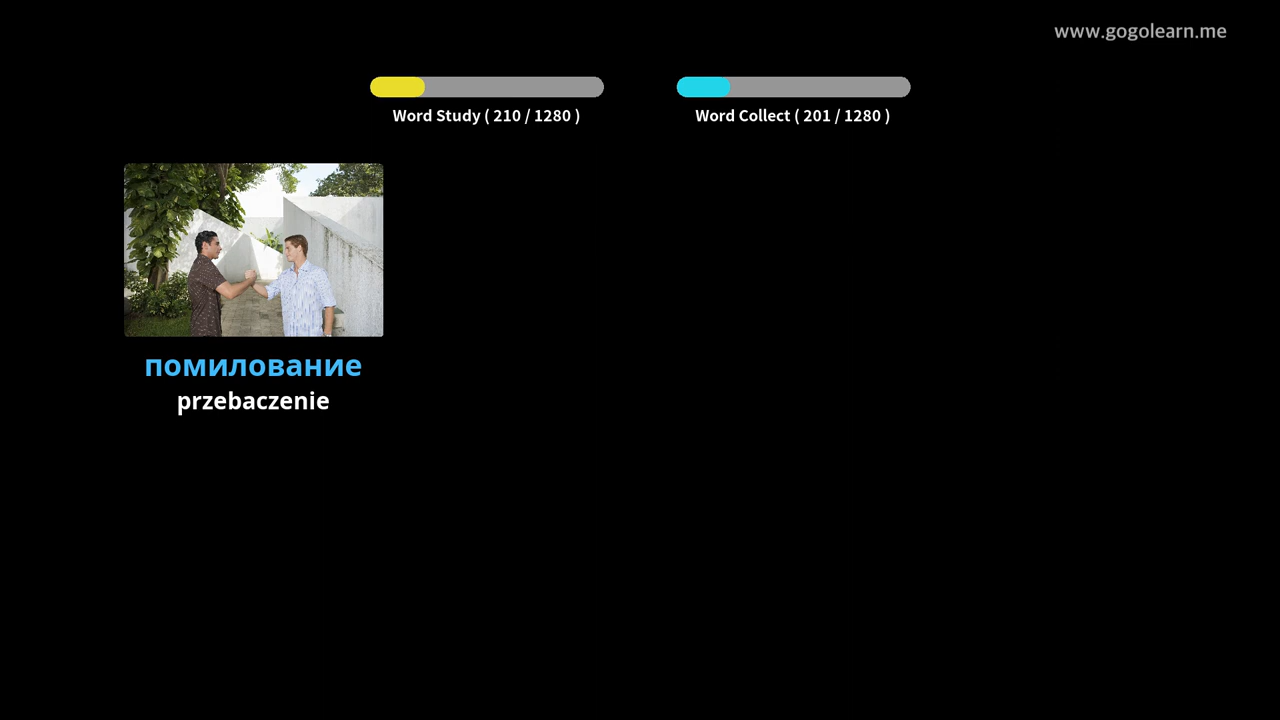 www.gogolearn.me
Word Study ( 210 / 1280 )
Word Collect ( 201 / 1280 )
помилование
przebaczenie